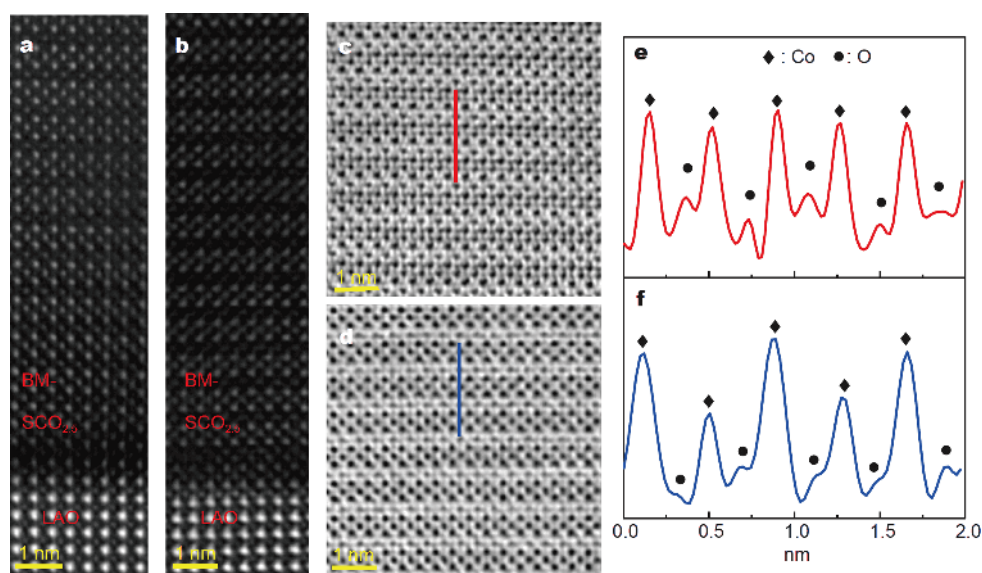 a
BM-
SCO2.5
LAO
1 nm
b
BM-
SCO2.5
LAO
1 nm
c
1 nm
d
1 nm
e
◆: Co ●: O
f
0.0 0.5 1.0 1.5 2.0
nm